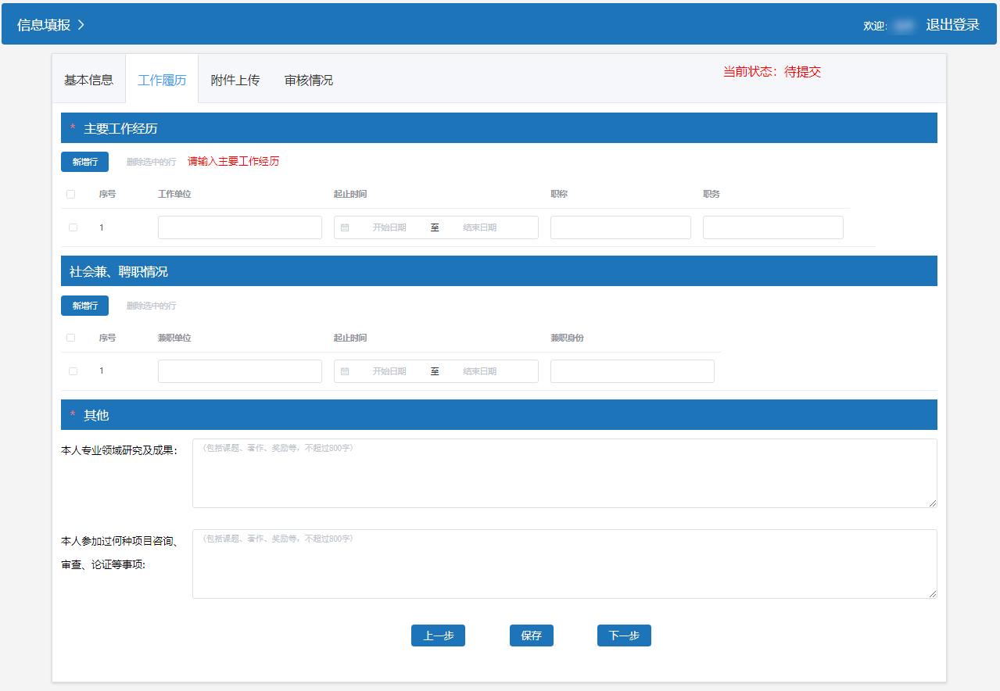 信息填报 >
欢迎: 退出登录
基本信息 工作履历 附件上传 审核情况 当前状态：待提交
* 主要工作经历
新增行 删除选中的行 请输入主要工作经历
序号 工作单位 起止时间 职称 职务
1 开始日期 至 结束日期
社会兼、聘职情况
新增行 删除选中的行
序号 兼职单位 起止时间 兼职身份
1 开始日期 至 结束日期
* 其他
本人专业领域研究及成果： （包括课题、著作、奖励等，不超过800字）
本人参加过何种项目咨询、 （包括课题、著作、奖励等，不超过800字）
审查、论证等事项:
上一步 保存 下一步